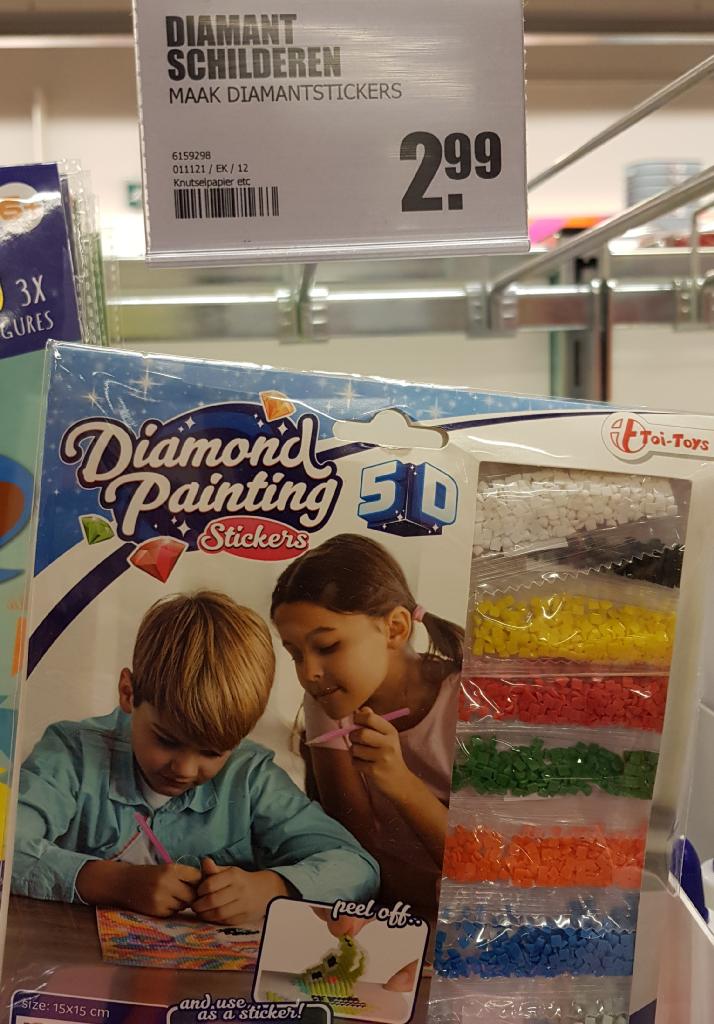 DIAMANT
SCHILDEREN
MAAK DIAMANTSTICKERS
6159298
011121 / EK / 12
Knutselpapier etc
2.99
3X
GURES
Diamond
Painting
Stickers
5D
Toi-Toys
peel off..
size: 15X15 cm
and use
as a sticker!